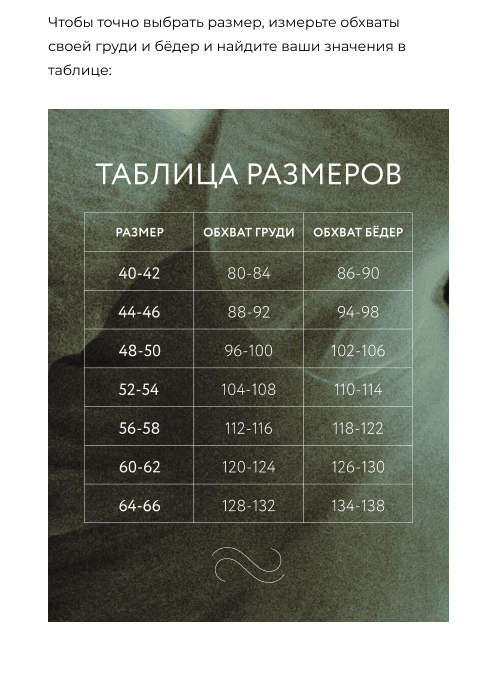 Чтобы точно выбрать размер, измерьте обхваты
своей груди и бёдер и найдите ваши значения в
таблице:
ТАБЛИЦА РАЗМЕРОВ
РАЗМЕР ОБХВАТ ГРУДИ ОБХВАТ БЁДЕР
40-42 80-84 86-90
44-46 88-92 94-98
48-50 96-100 102-106
52-54 104-108 110-114
56-58 112-116 118-122
60-62 120-124 126-130
64-66 128-132 134-138